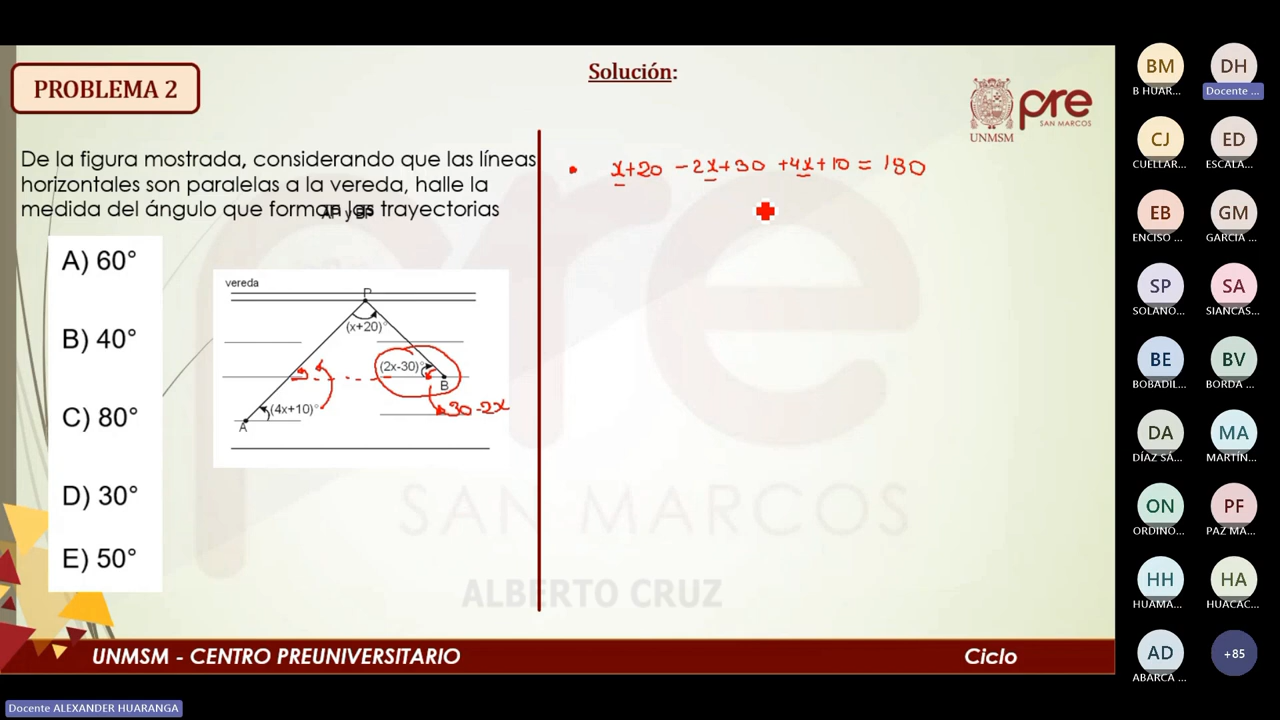 PROBLEMA 2
De la figura mostrada, considerando que las líneas
horizontales son paralelas a la vereda, halle la
medida del ángulo que forman las trayectorias
A) 60°
B) 40°
C) 80°
D) 30°
E) 50°
vereda
P
(x+20)°
(2x-30)°
B
(4x+10)°
A
30-2x
Solución:
x+20 -2x+30 +4x+10 = 180
UNMSM
pre
SAN MARCOS
pre
SAN MARCOS
ALBERTO CRUZ
UNMSM - CENTRO PREUNIVERSITARIO
Ciclo
Docente ALEXANDER HUARANGA
BM
B HUAR...
DH
Docente ...
CJ
CUELLAR...
ED
ESCALA...
EB
ENCISO ...
GM
GARCIA ...
SP
SOLANO...
SA
SIANCAS...
BE
BOBADIL...
BV
BORDA ...
DA
DÍAZ SÁ...
MA
MARTÍN...
ON
ORDINO...
PF
PAZ MA...
HH
HUAMA...
HA
HUACAC...
AD
ABARCA ...
+85